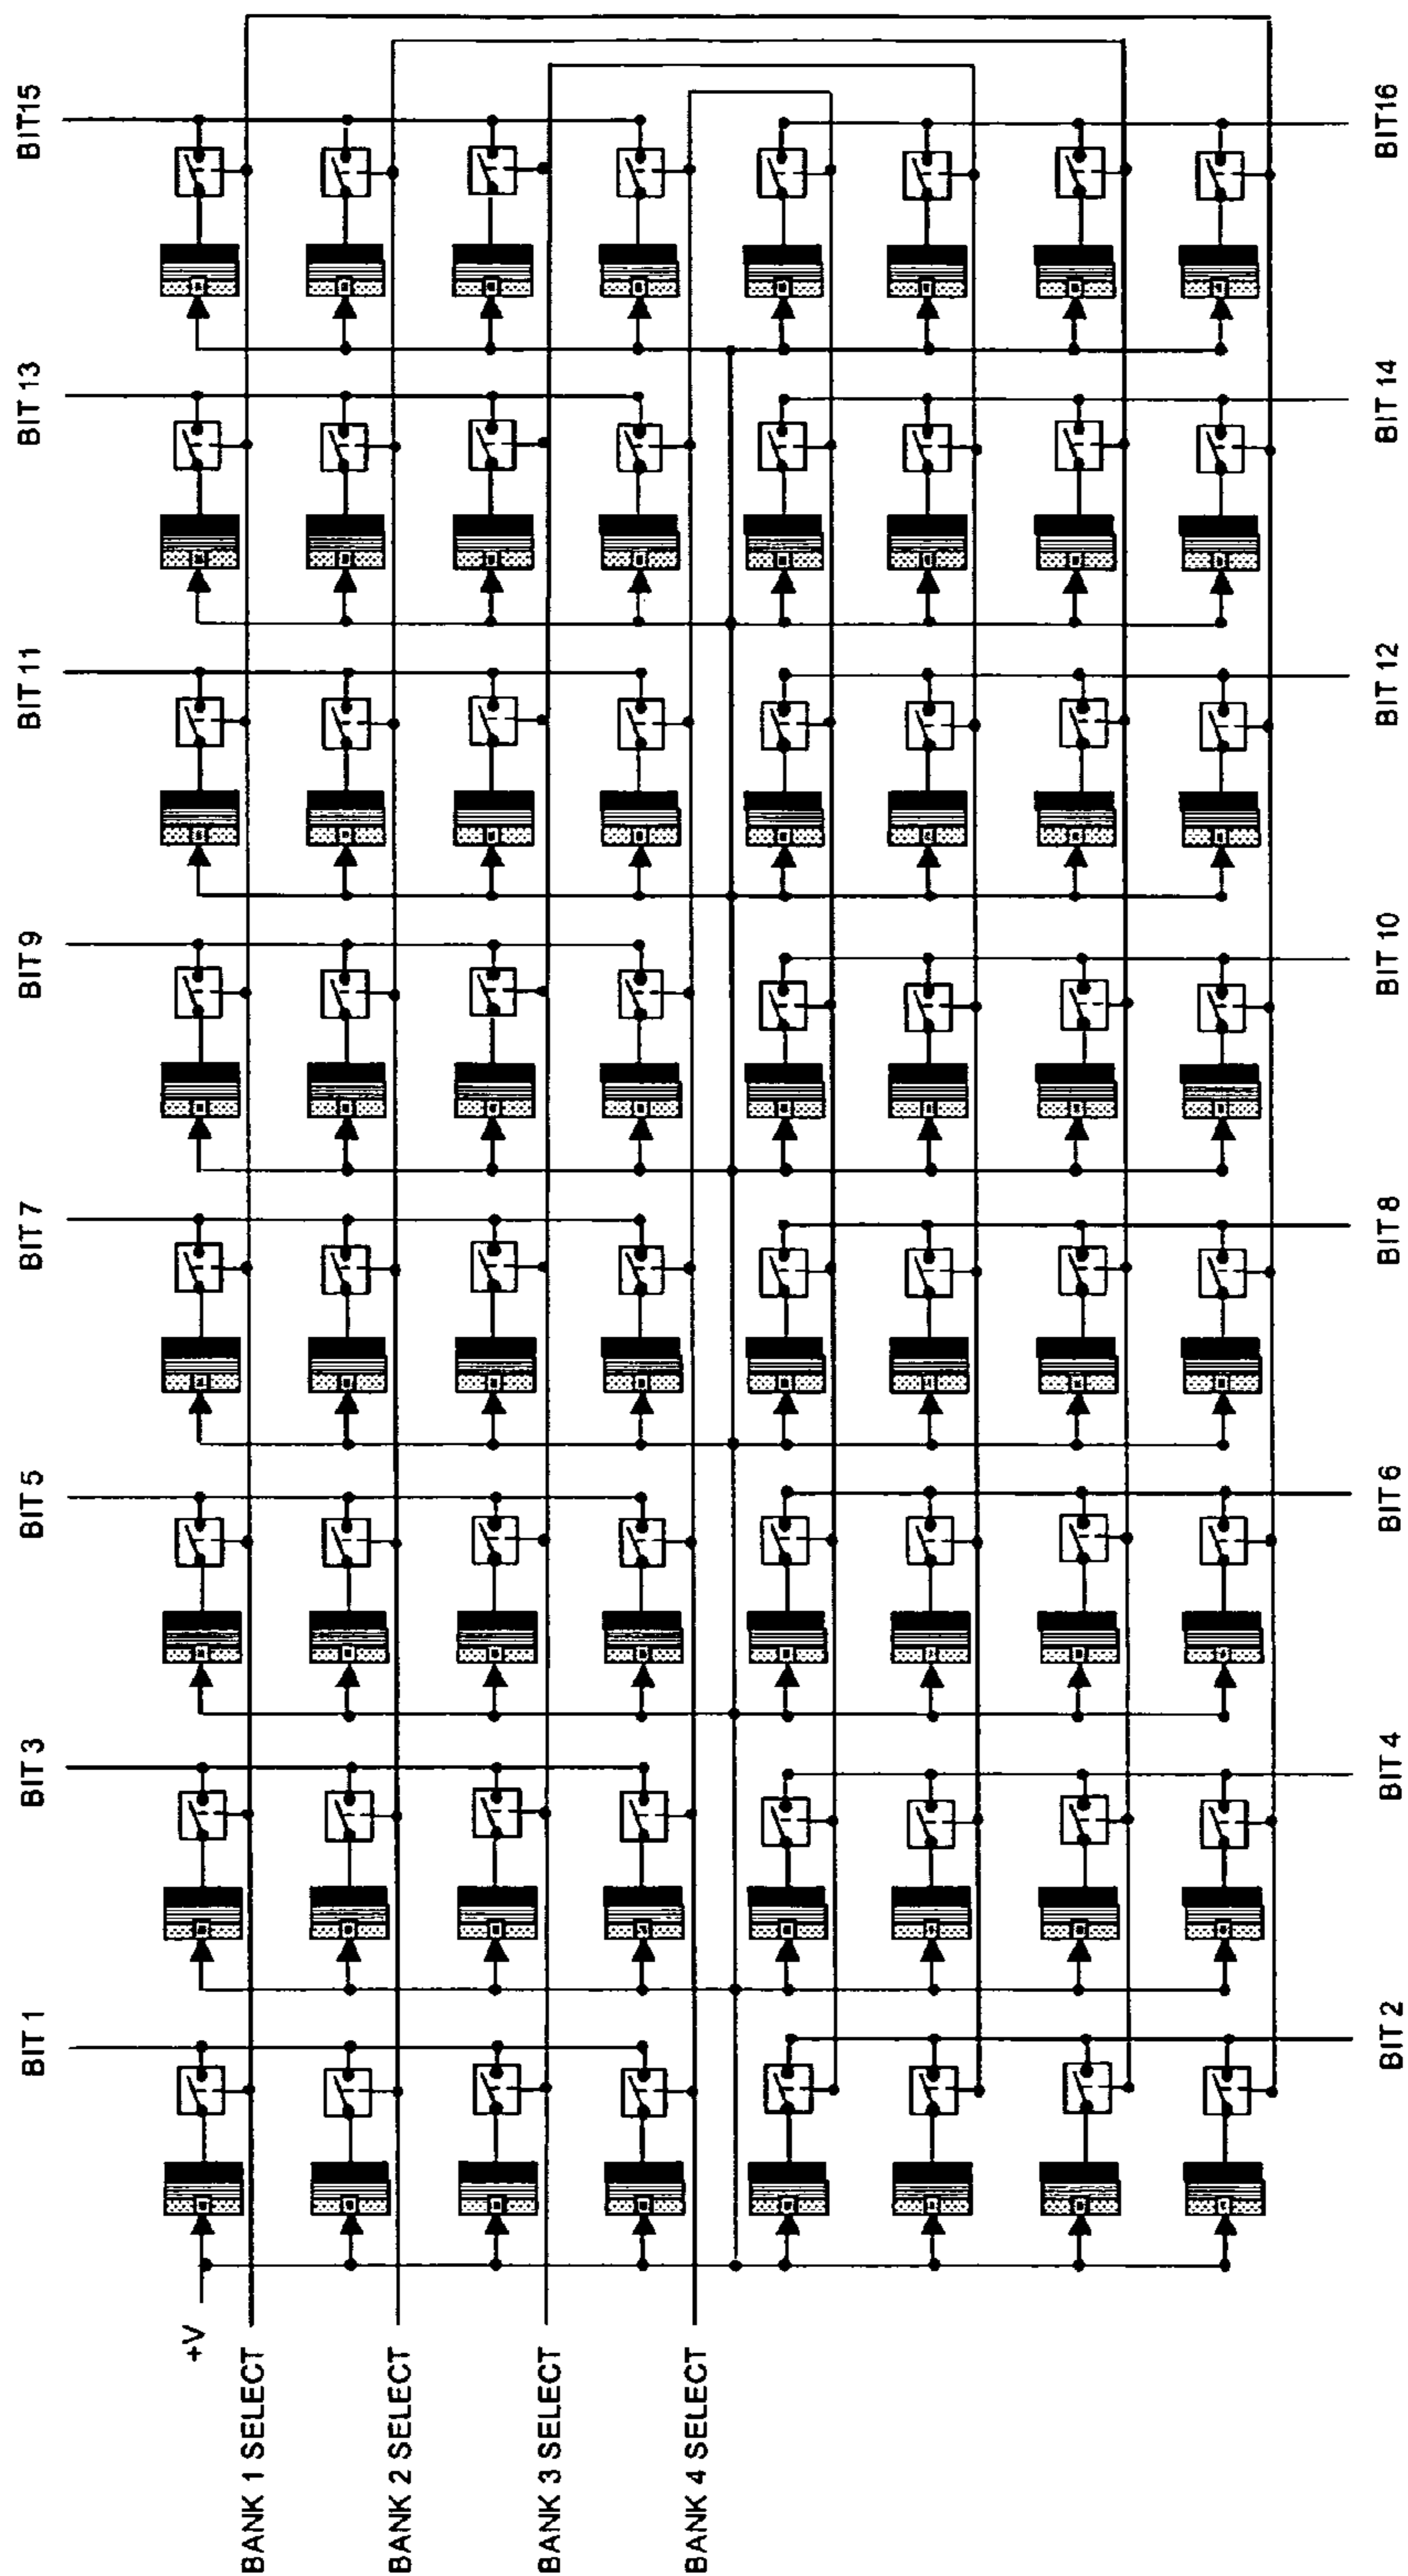 BIT 1
BIT 3
BIT 5
BIT 7
BIT 9
BIT 11
BIT 13
BIT15
+V
BANK 1 SELECT
BANK 2 SELECT
BANK 3 SELECT
BANK 4 SELECT
BIT 2
BIT 4
BIT 6
BIT 8
BIT 10
BIT 12
BIT 14
BIT16